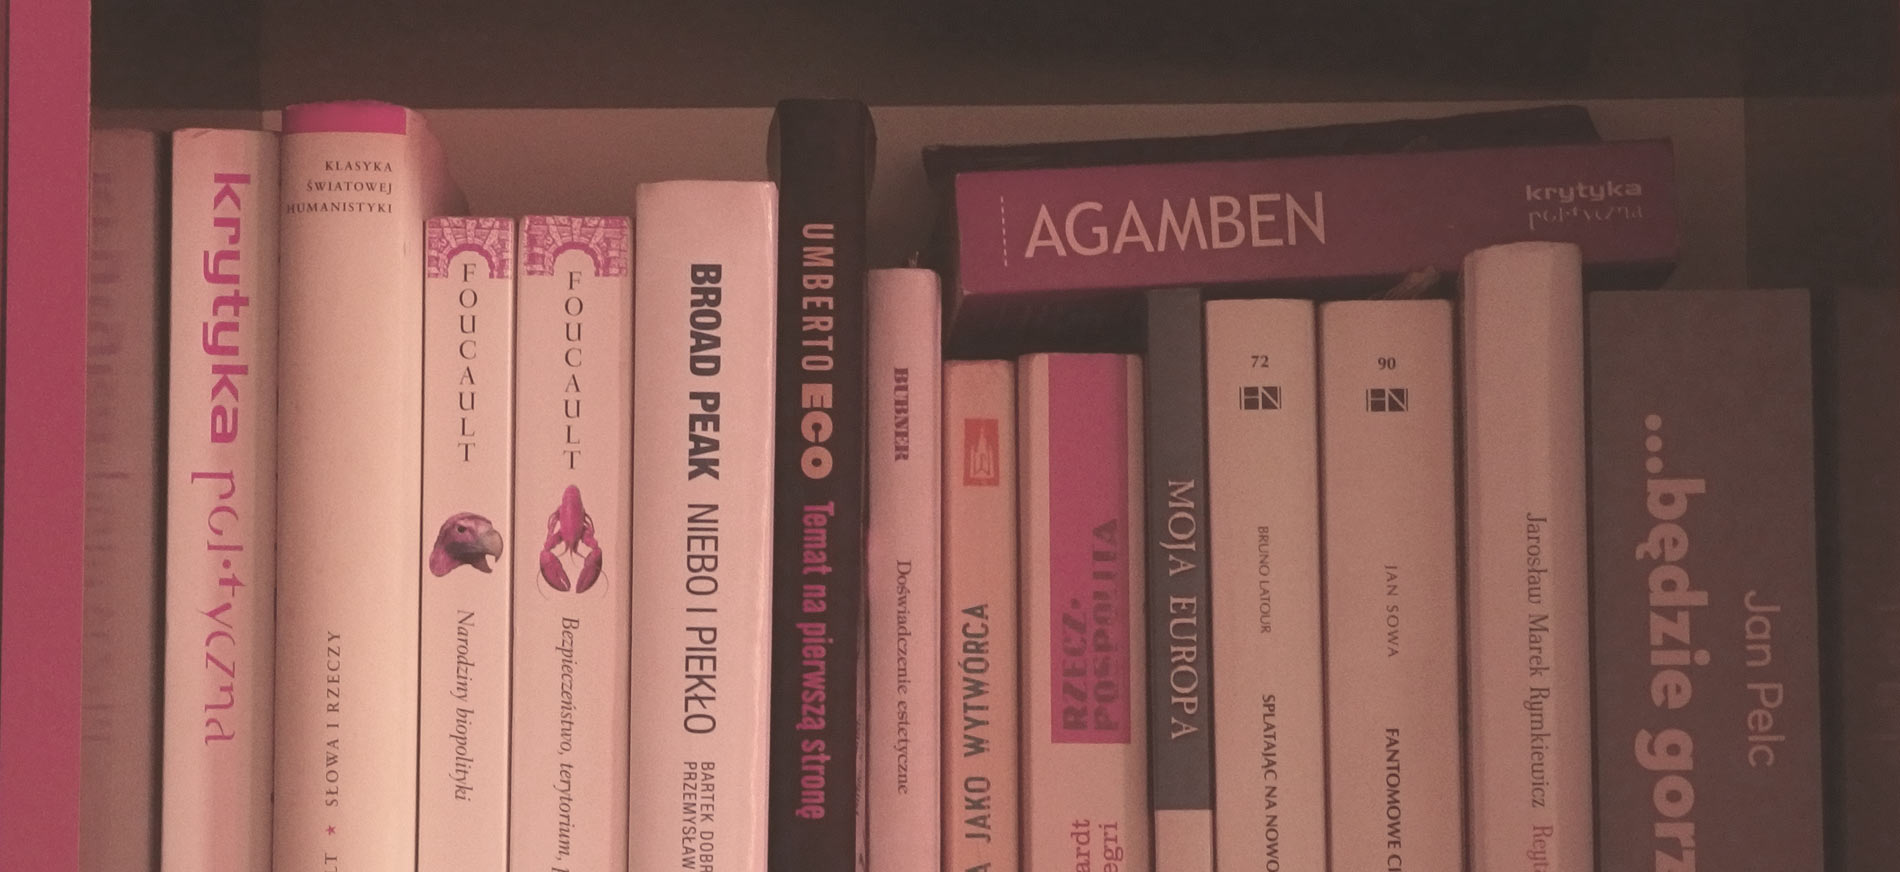 krytyka
polityczna
KLASYKA
ŚWIATOWEJ
HUMANISTYKI
SŁOWA I RZECZY
FOUCAULT
Narodziny biopolityki
FOUCAULT
Bezpieczeństwo, terytorium,
BROAD PEAK NIEBO I PIEKŁO
BARTEK DOBR
PRZEMYSŁAW
UMBERTO ECO Temat na pierwszą stronę
BUBNER
Doświadczenie estetyczne
JAKO WYTWÓRCA
RZECZ-
POSPOLITA
ardt
egri
MOJA EUROPA
AGAMBEN
krytyka
polityczna
72
BRUNO LATOUR
SPLATAJĄC NA NOWO
90
JAN SOWA
FANTOMOWE
Jarosław Marek Rymkiewicz Reyta
Jan Pelc
...będzie gorz